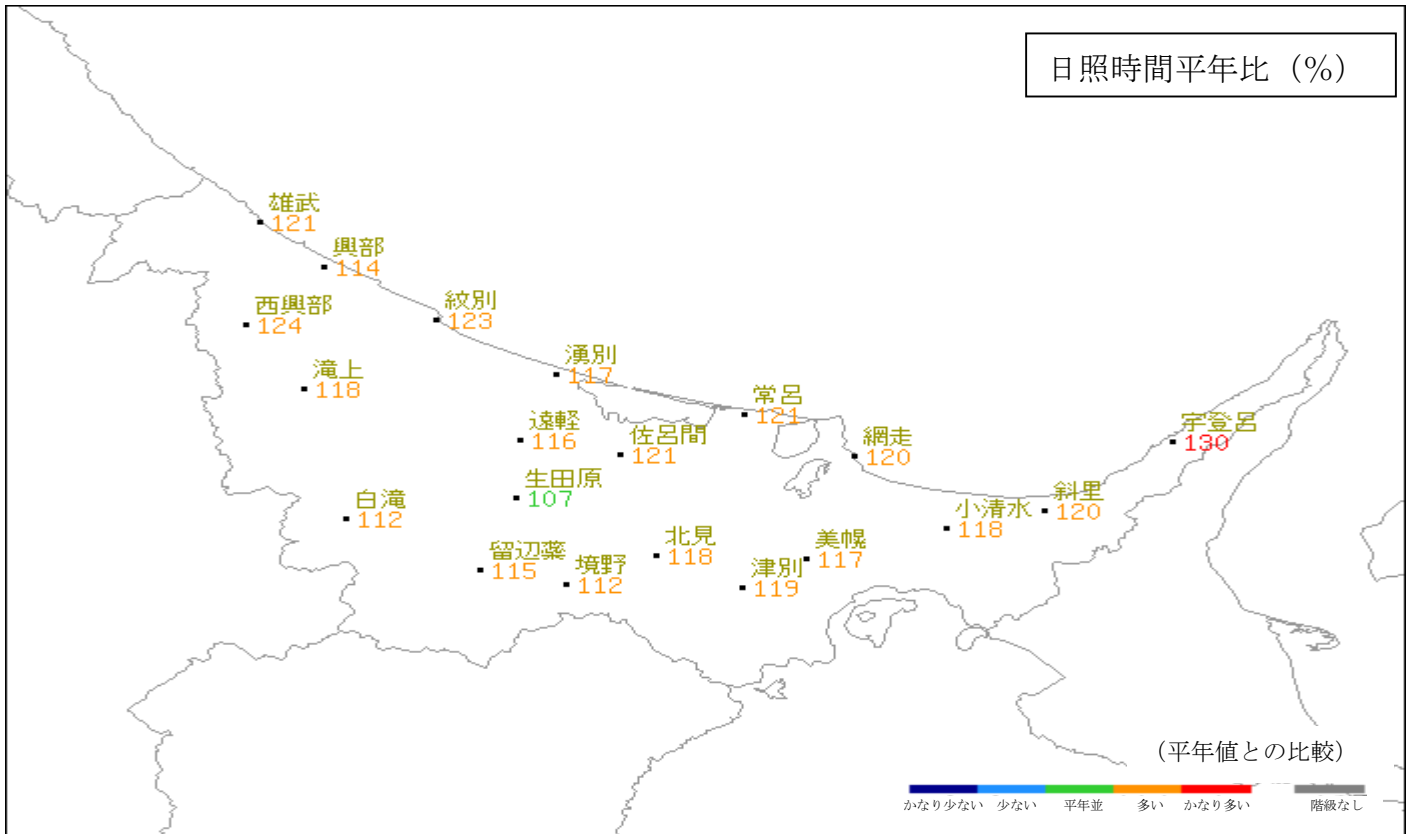 日照時間平年比（％）
雄武
121
興部
114
西興部
124
紋別
123
滝上
118
湧別
117
常呂
121
遠軽
116
佐呂間
121
網走
120
宇登呂
130
生田原
107
白滝
112
斜里
120
小清水
118
北見
118
美幌
117
留辺蘂
115
境野
112
津別
119
（平年値との比較）
かなり少ない 少ない 平年並 多い かなり多い 階級なし